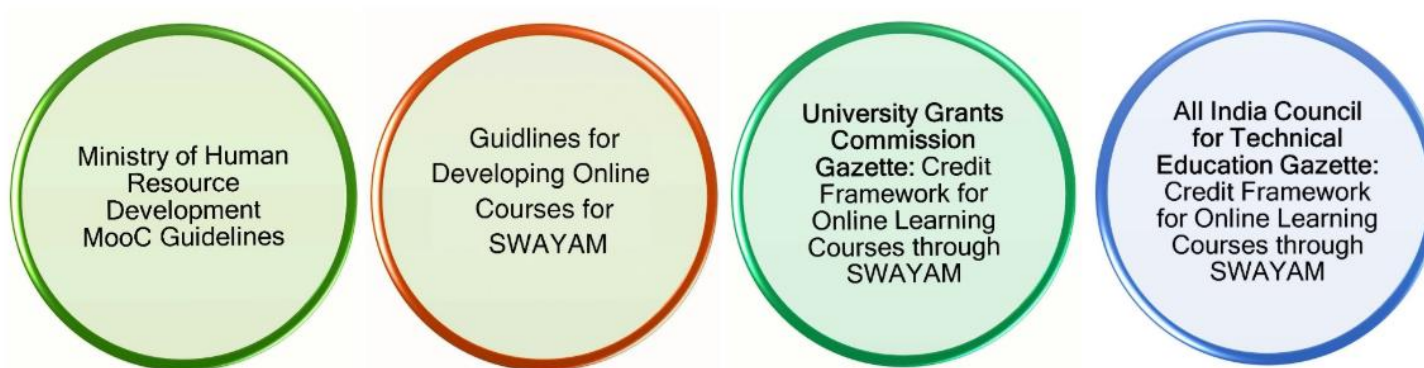 Ministry of Human
Resource
Development
MooC Guidelines
Guidlines for
Developing Online
Courses for
SWAYAM
University Grants
Commission
Gazette: Credit
Framework for
Online Learning
Courses through
SWAYAM
All India Council
for Technical
Education Gazette:
Credit Framework
for Online Learning
Courses through
SWAYAM